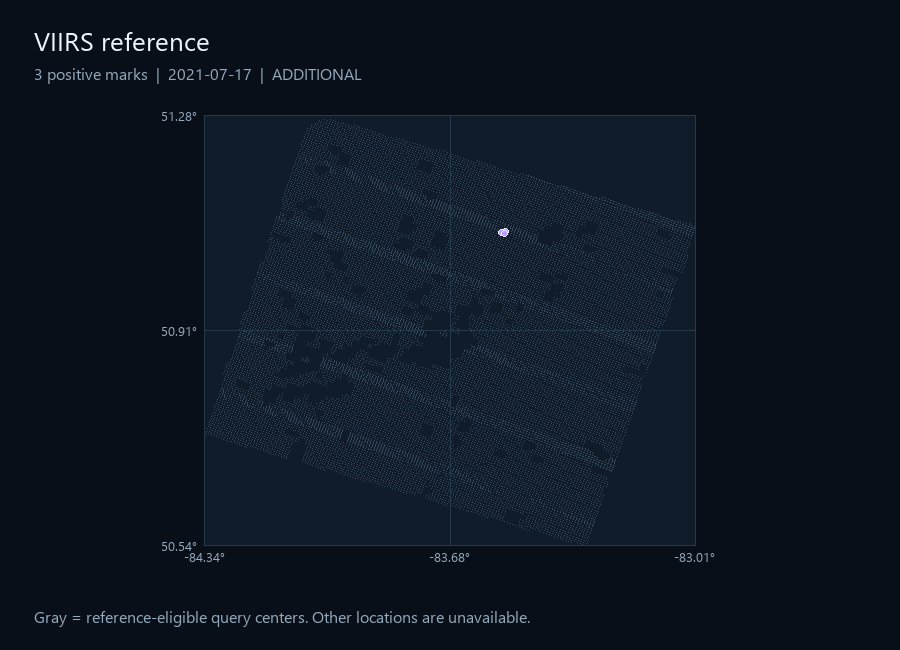 VIIRS reference
3 positive marks | 2021-07-17 | ADDITIONAL
51.28°
50.91°
50.54°
-84.34°
-83.68°
-83.01°
Gray = reference-eligible query centers. Other locations are unavailable.